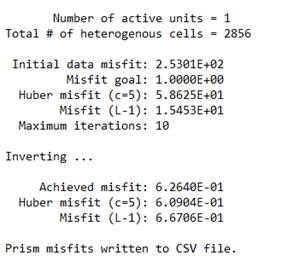 Number of active units = 1
Total # of heterogenous cells = 2856
Initial data misfit: 2.5301E+02
Misfit goal: 1.0000E+00
Huber misfit (c=5): 5.8625E+01
Misfit (L-1): 1.5453E+01
Maximum iterations: 10
Inverting ...
Achieved misfit: 6.2640E-01
Huber misfit (c=5): 6.0904E-01
Misfit (L-1): 6.6706E-01
Prism misfits written to CSV file.